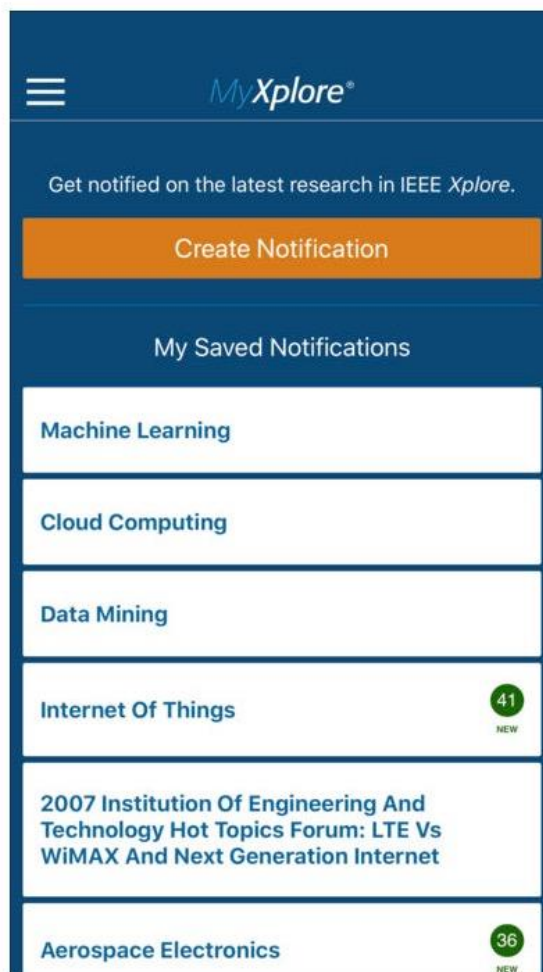 MyXplore®
Get notified on the latest research in IEEE Xplore.
Create Notification
My Saved Notifications
Machine Learning
Cloud Computing
Data Mining
Internet Of Things
41
NEW
2007 Institution Of Engineering And
Technology Hot Topics Forum: LTE Vs
WiMAX And Next Generation Internet
Aerospace Electronics
36
NEW